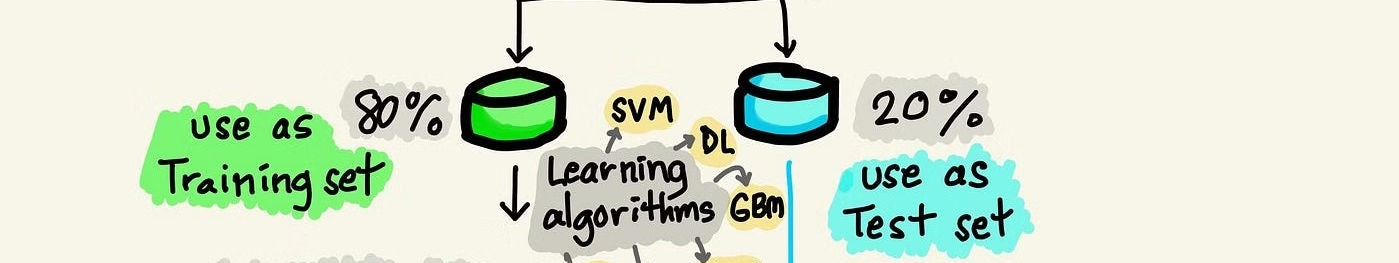 80%
use as
Training set
SVM
DL
Learning
algorithms
GBM
20%
use as
Test set